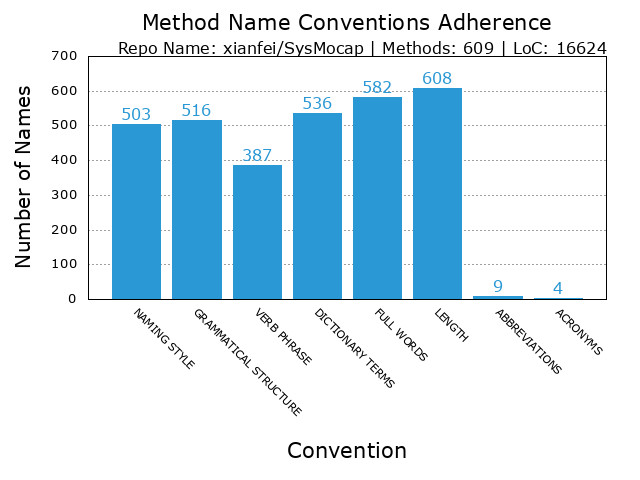 Method Name Conventions Adherence
Repo Name: xianfei/SysMocap | Methods: 609 | LoC: 16624
Number of Names
700
600
500
400
300
200
100
0
503
516
387
536
582
608
9
4
NAMING STYLE
GRAMMATICAL STRUCTURE
VERB PHRASE
DICTIONARY TERMS
FULL WORDS
LENGTH
ABBREVIATIONS
ACRONYMS
Convention